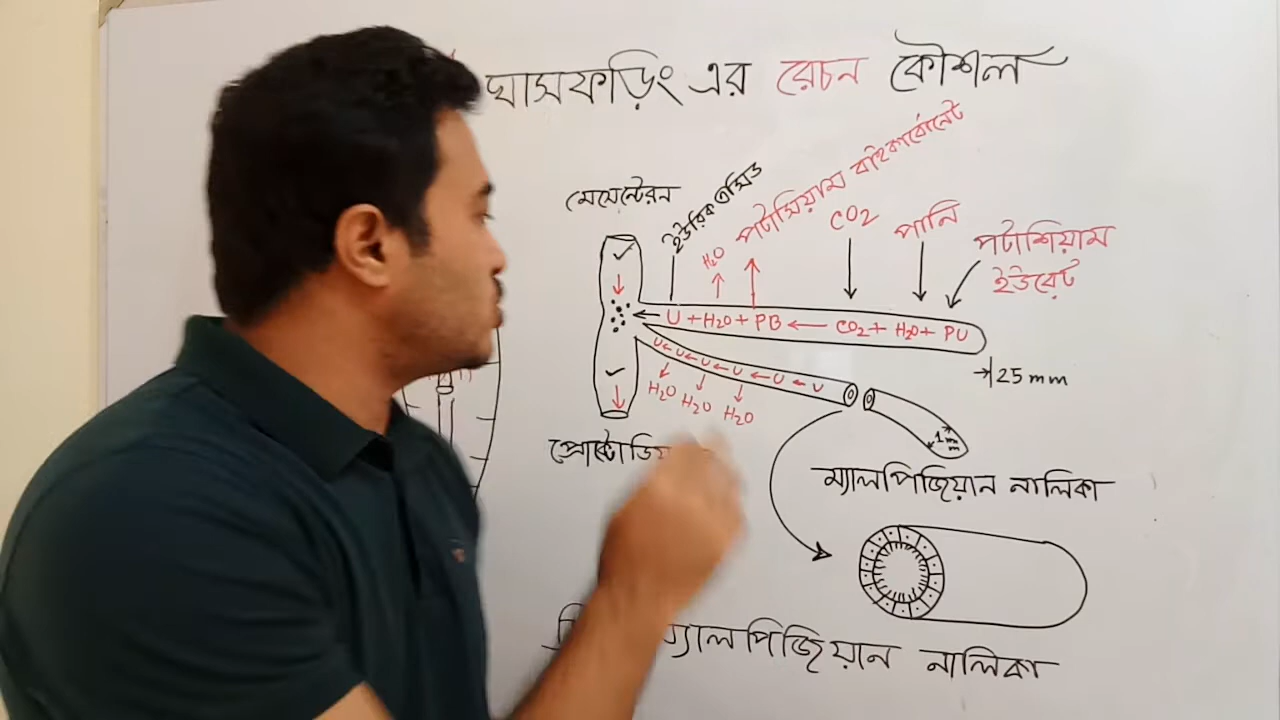 ঘাসফড়িং এর রেচন কৌশল
মেসেন্টেরন
ইউরিক এসিড
H₂O
পটাসিয়াম বাইকার্বোনেট
CO2
পানি
পটাশিয়াম
ইউরেট
U + H2O + PB ← CO2 + H2O + PU
U ← U ← U ← U ← U ← U
H2O H2O H2O
25 mm
1mm
ম্যালপিজিয়ান নালিকা
ম্যালপিজিয়ান নালিকা